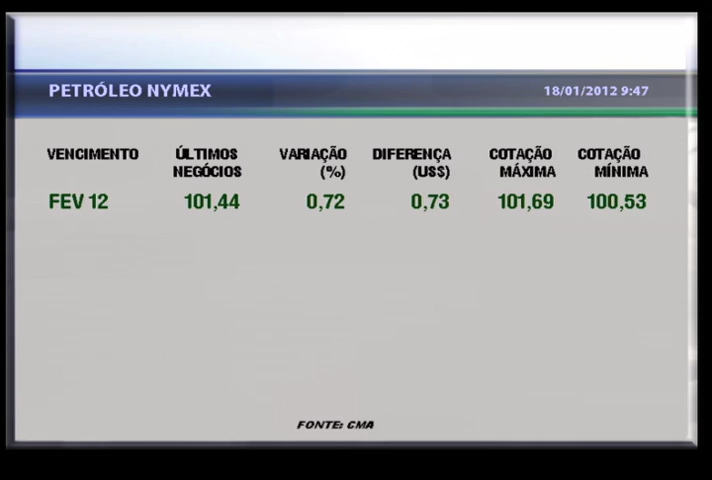 PETRÓLEO NYMEX 18/01/2012 9:47
VENCIMENTO ÚLTIMOS NEGÓCIOS VARIAÇÃO (%) DIFERENÇA (US$) COTAÇÃO MÁXIMA COTAÇÃO MÍNIMA
FEV 12 101,44 0,72 0,73 101,69 100,53
FONTE: CMA